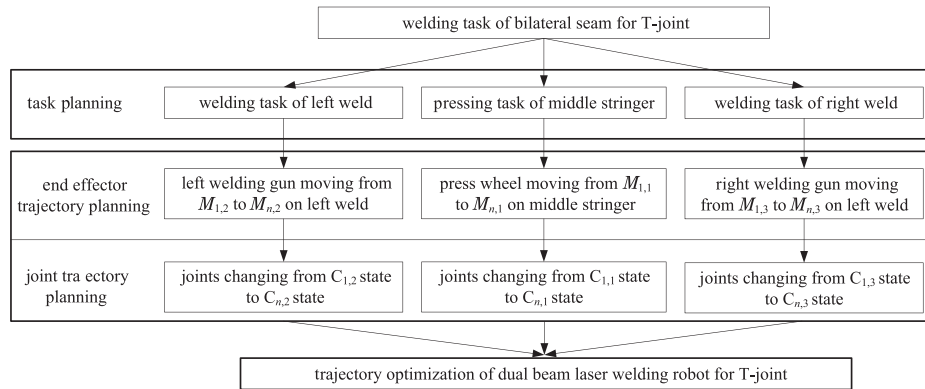 welding task of bilateral seam for T-joint
task planning
welding task of left weld
pressing task of middle stringer
welding task of right weld
end effector
trajectory planning
left welding gun moving from
M1,2 to Mn,2 on left weld
press wheel moving from M1,1
to Mn,1 on middle stringer
right welding gun moving
from M1,3 to Mn,3 on left weld
joint tra ectory
planning
joints changing from C1,2 state
to Cn,2 state
joints changing from C1,1 state
to Cn,1 state
joints changing from C1,3 state
to Cn,3 state
trajectory optimization of dual beam laser welding robot for T-joint